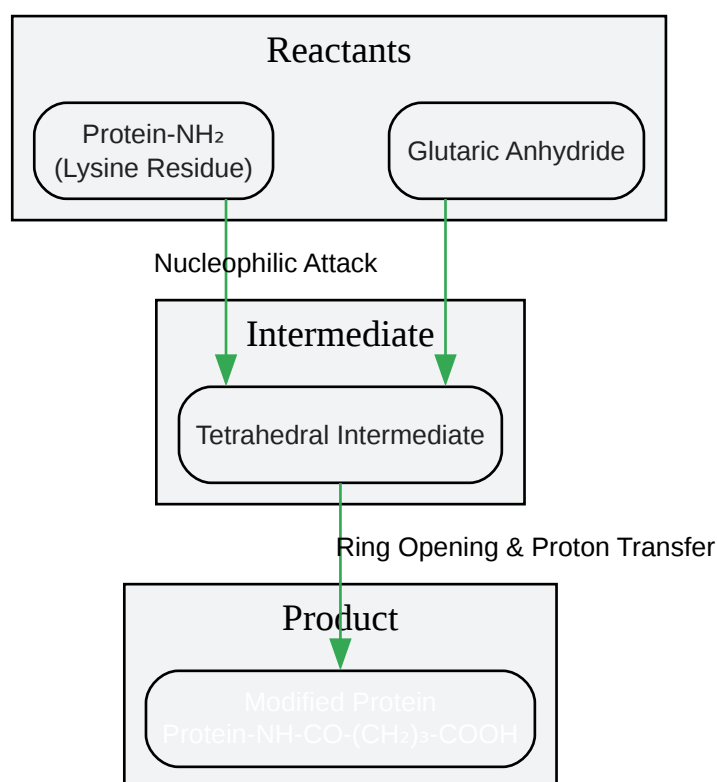 Reactants
Protein-NH₂
(Lysine Residue)
Glutaric Anhydride
Nucleophilic Attack
Intermediate
Tetrahedral Intermediate
Ring Opening & Proton Transfer
Product
Modified Protein
Protein-NH-CO-(CH₂)₃-COOH